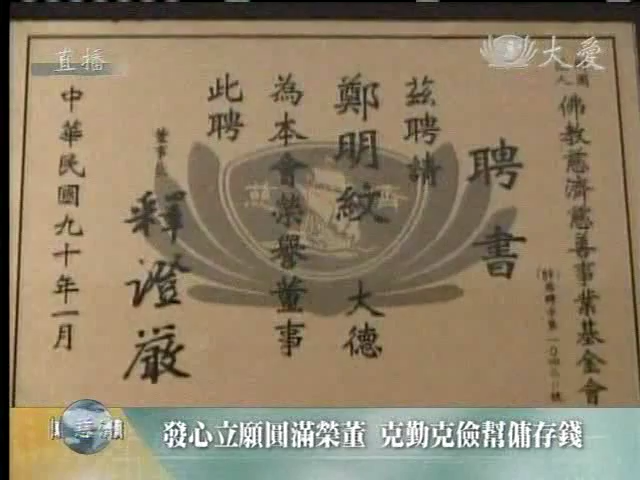 直播
大愛
佛教慈濟慈善事業基金會
聘書
茲聘請
鄭明紋 大德
為本會榮譽董事
此聘
董事長
釋證嚴
中華民國九十年一月
慈濟
發心立願圓滿榮董 克勤克儉幫傭存錢